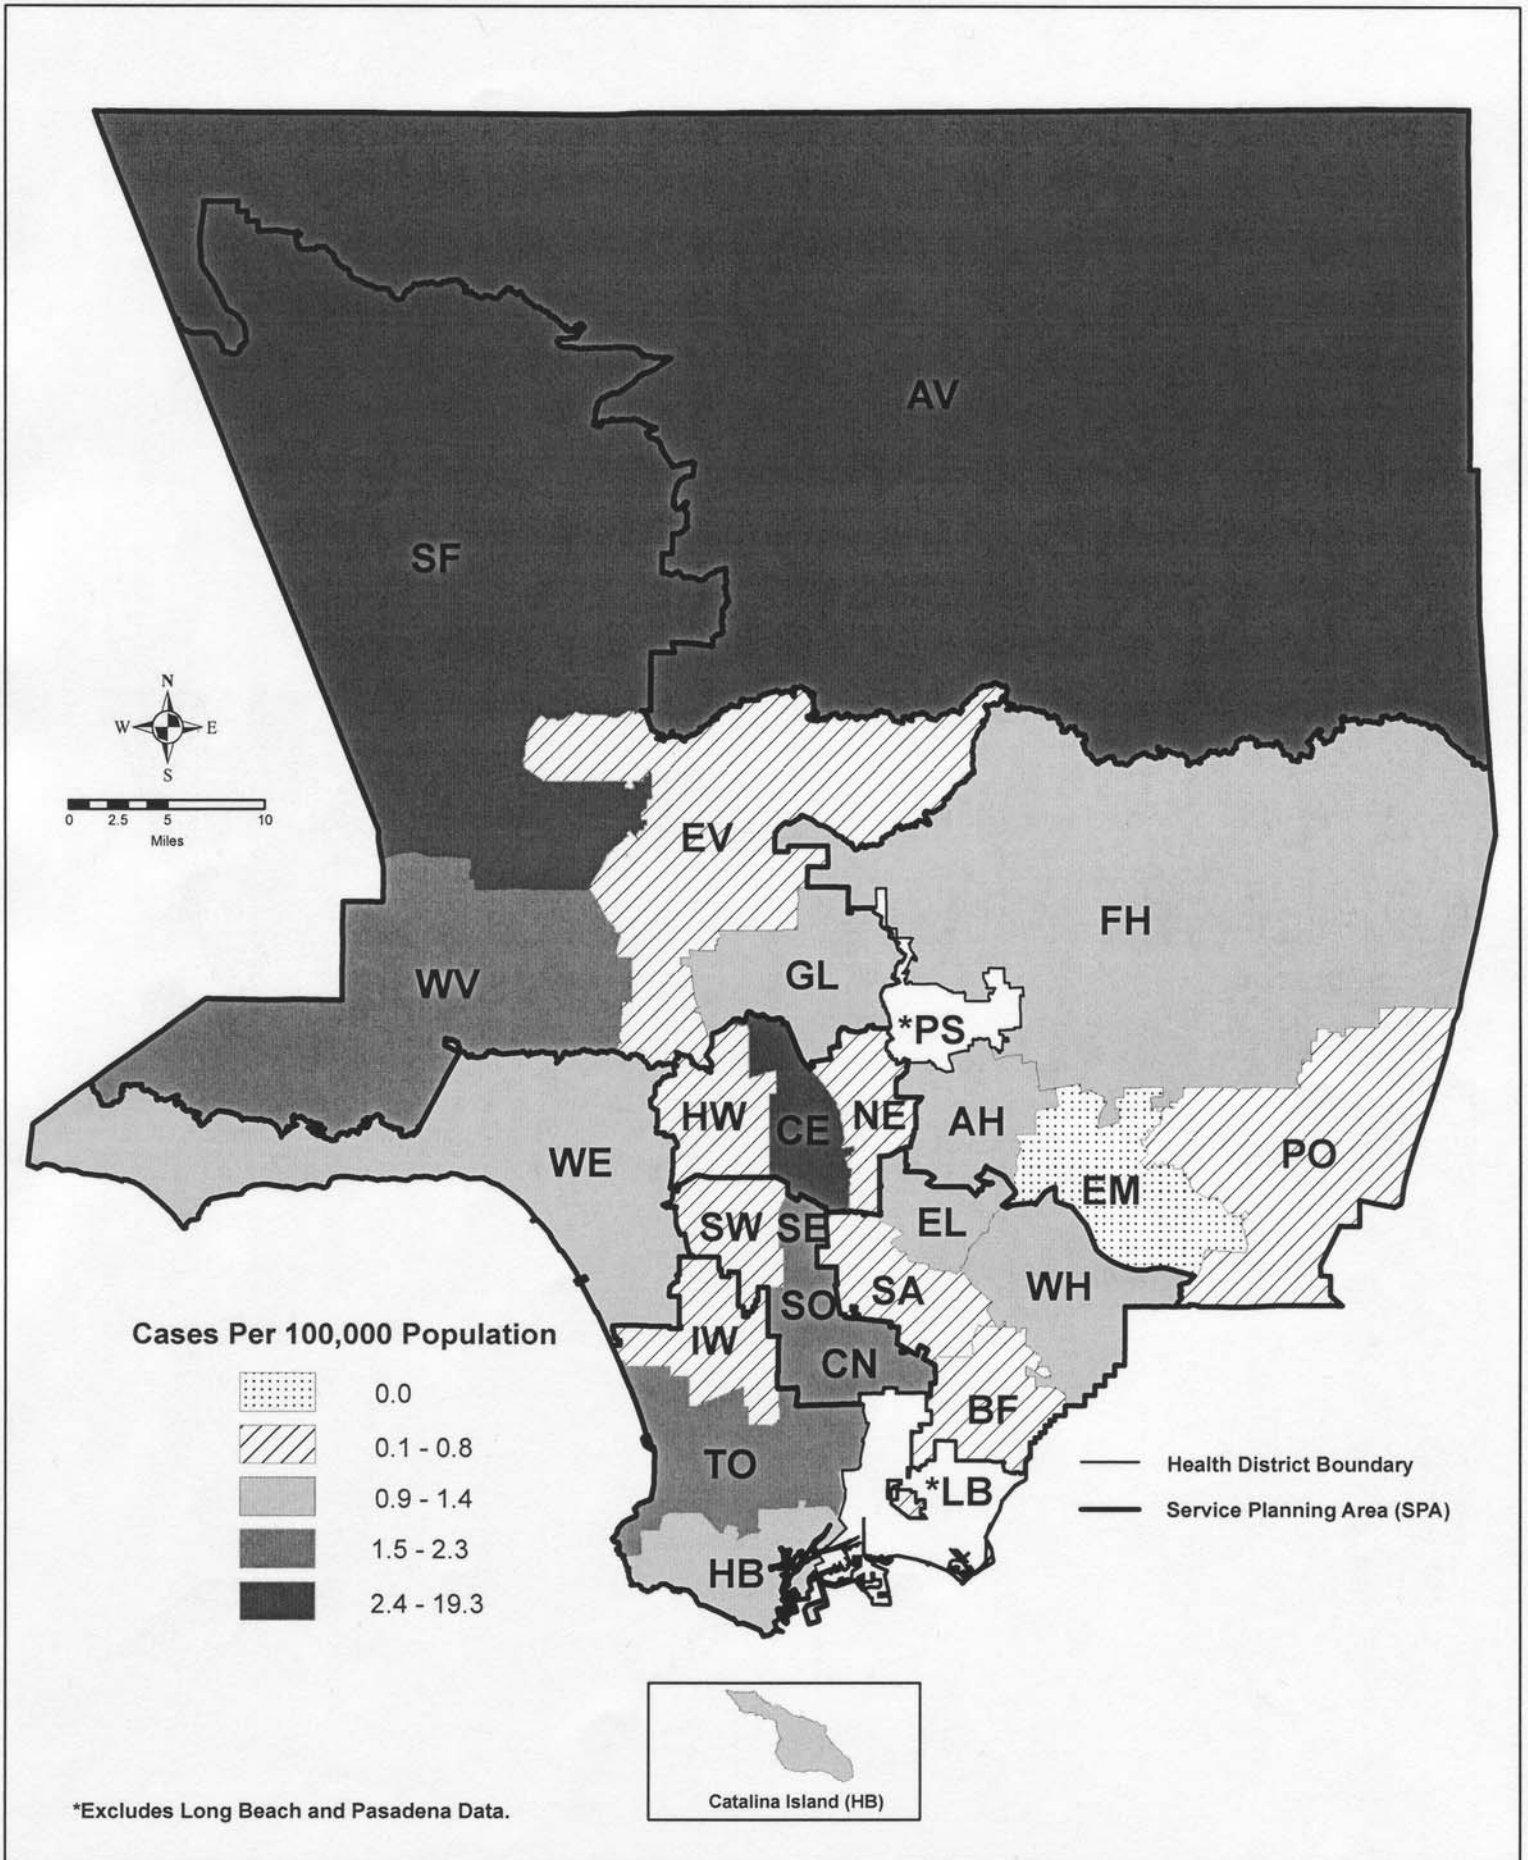 AV
SF
N
W E
S
0 2.5 5 10
Miles
EV
FH
WV
GL
*PS
HW
CE
NE
AH
WE
PO
EM
SW
SE
EL
SA
WH
SO
IW
CN
BF
TO
*LB
HB
Cases Per 100,000 Population
0.0
0.1 - 0.8
0.9 - 1.4
1.5 - 2.3
2.4 - 19.3
Health District Boundary
Service Planning Area (SPA)
Catalina Island (HB)
*Excludes Long Beach and Pasadena Data.